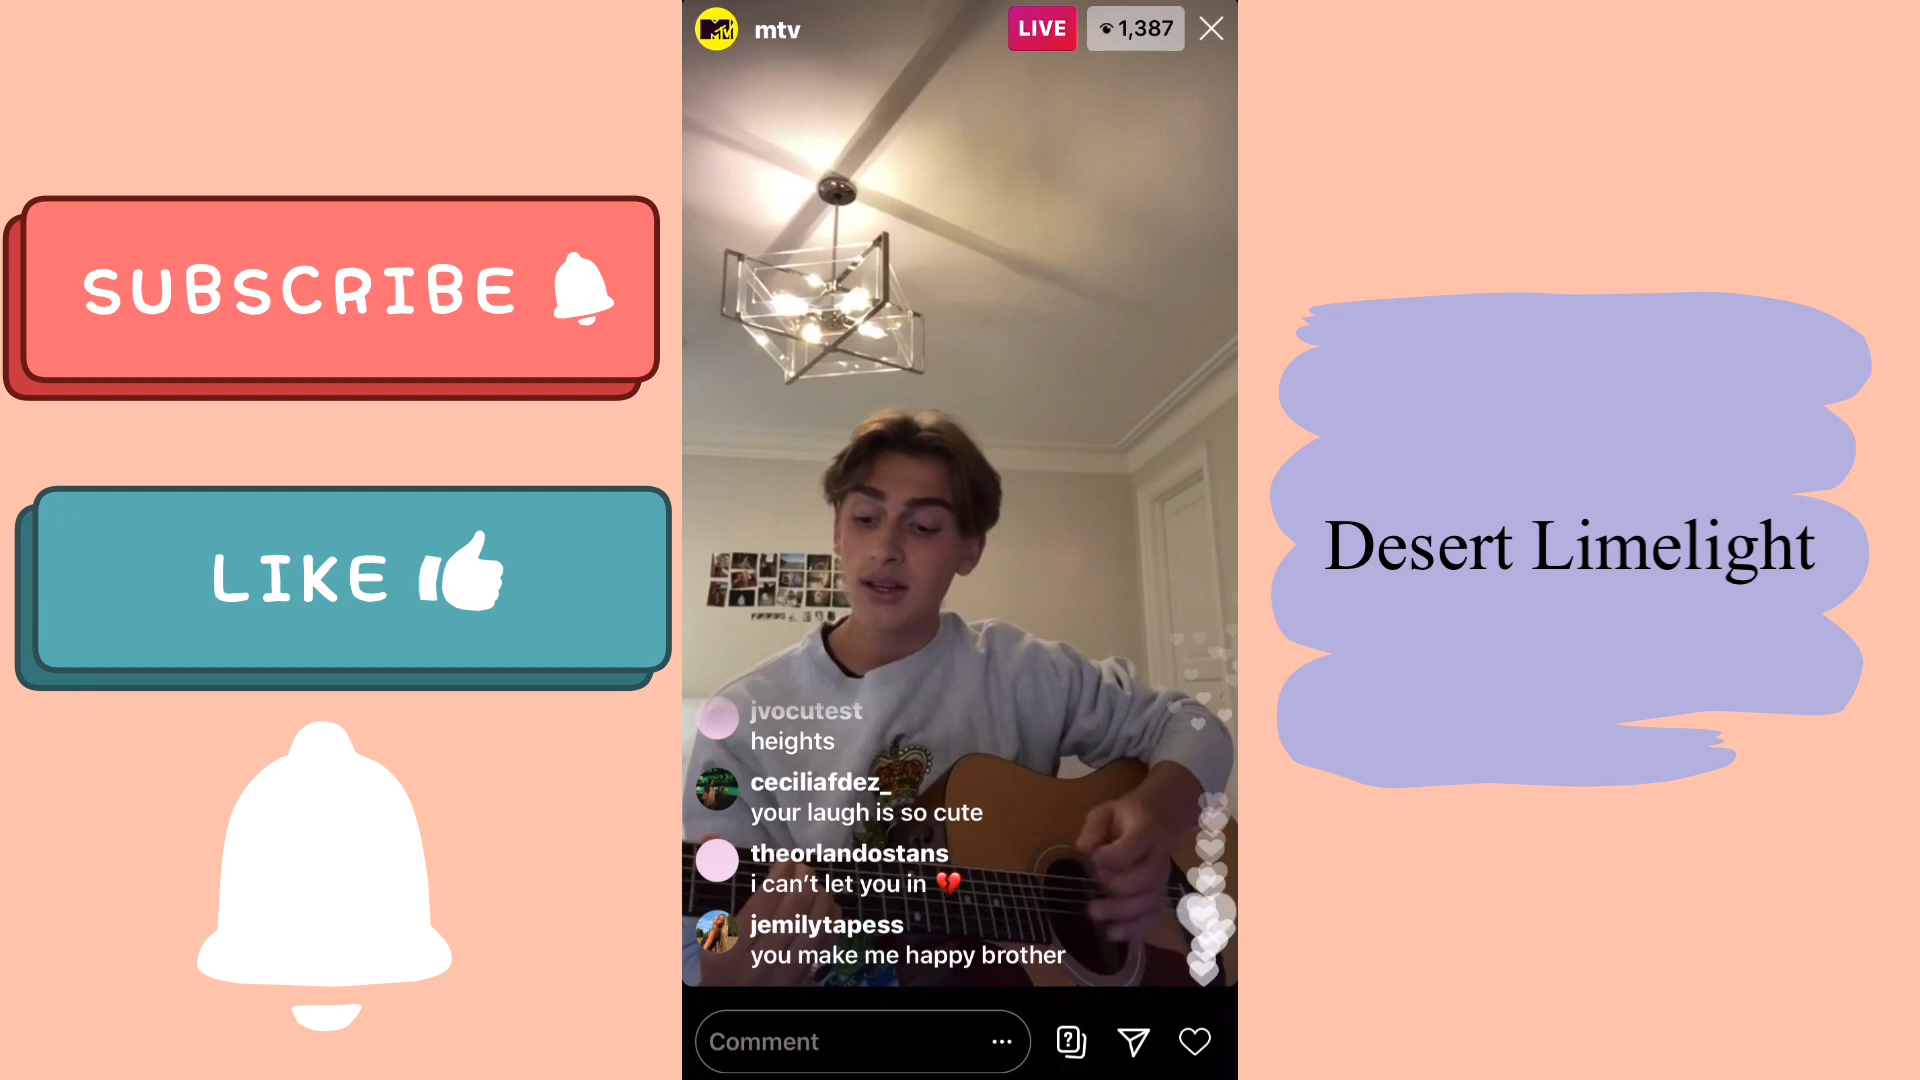 mtv
LIVE
1,387
SUBSCRIBE
LIKE
Desert Limelight
jvocutest
heights
ceciliafdez_
your laugh is so cute
theorlandostans
i can’t let you in 💔
jemilytapess
you make me happy brother
Comment